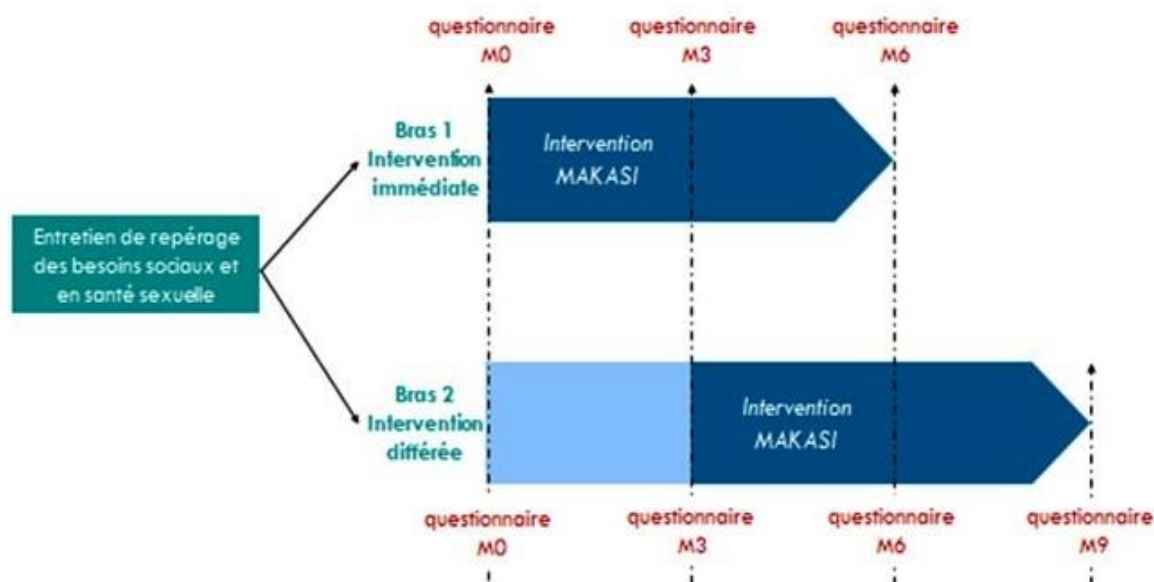 questionnaire
M0
questionnaire
M3
questionnaire
M6
Bras 1
Intervention
immédiate
Intervention
MAKASI
Entretien de repérage
des besoins sociaux et
en santé sexuelle
Bras 2
Intervention
différée
Intervention
MAKASI
questionnaire
M0
questionnaire
M3
questionnaire
M6
questionnaire
M9